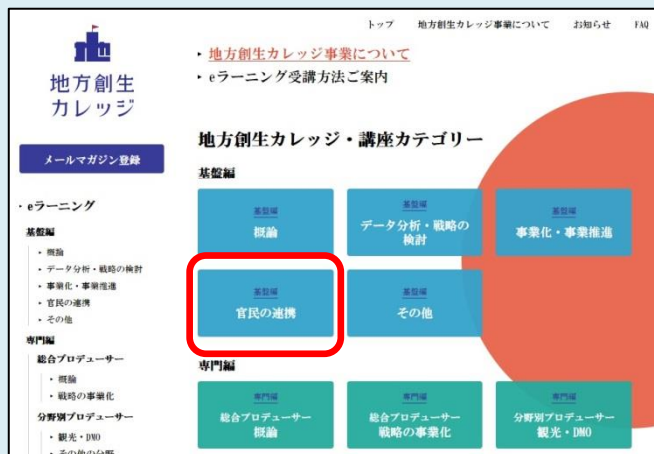 トップ
地方創生カレッジ事業について
お知らせ
FAQ
地方創生
カレッジ
メールマガジン登録
・eラーニング
基盤編
・概論
・データ分析・戦略の検討
・事業化・事業推進
・官民の連携
・その他
専門編
総合プロデューサー
・概論
・戦略の事業化
分野別プロデューサー
・観光・DMO
・その他の分野
・地方創生カレッジ事業について
・eラーニング受講方法ご案内
地方創生カレッジ・講座カテゴリー
基盤編
基盤編
概論
基盤編
データ分析・戦略の
検討
基盤編
事業化・事業推進
基盤編
官民の連携
基盤編
その他
専門編
専門編
総合プロデューサー
概論
専門編
総合プロデューサー
戦略の事業化
専門編
分野別プロデューサー
観光・DMO